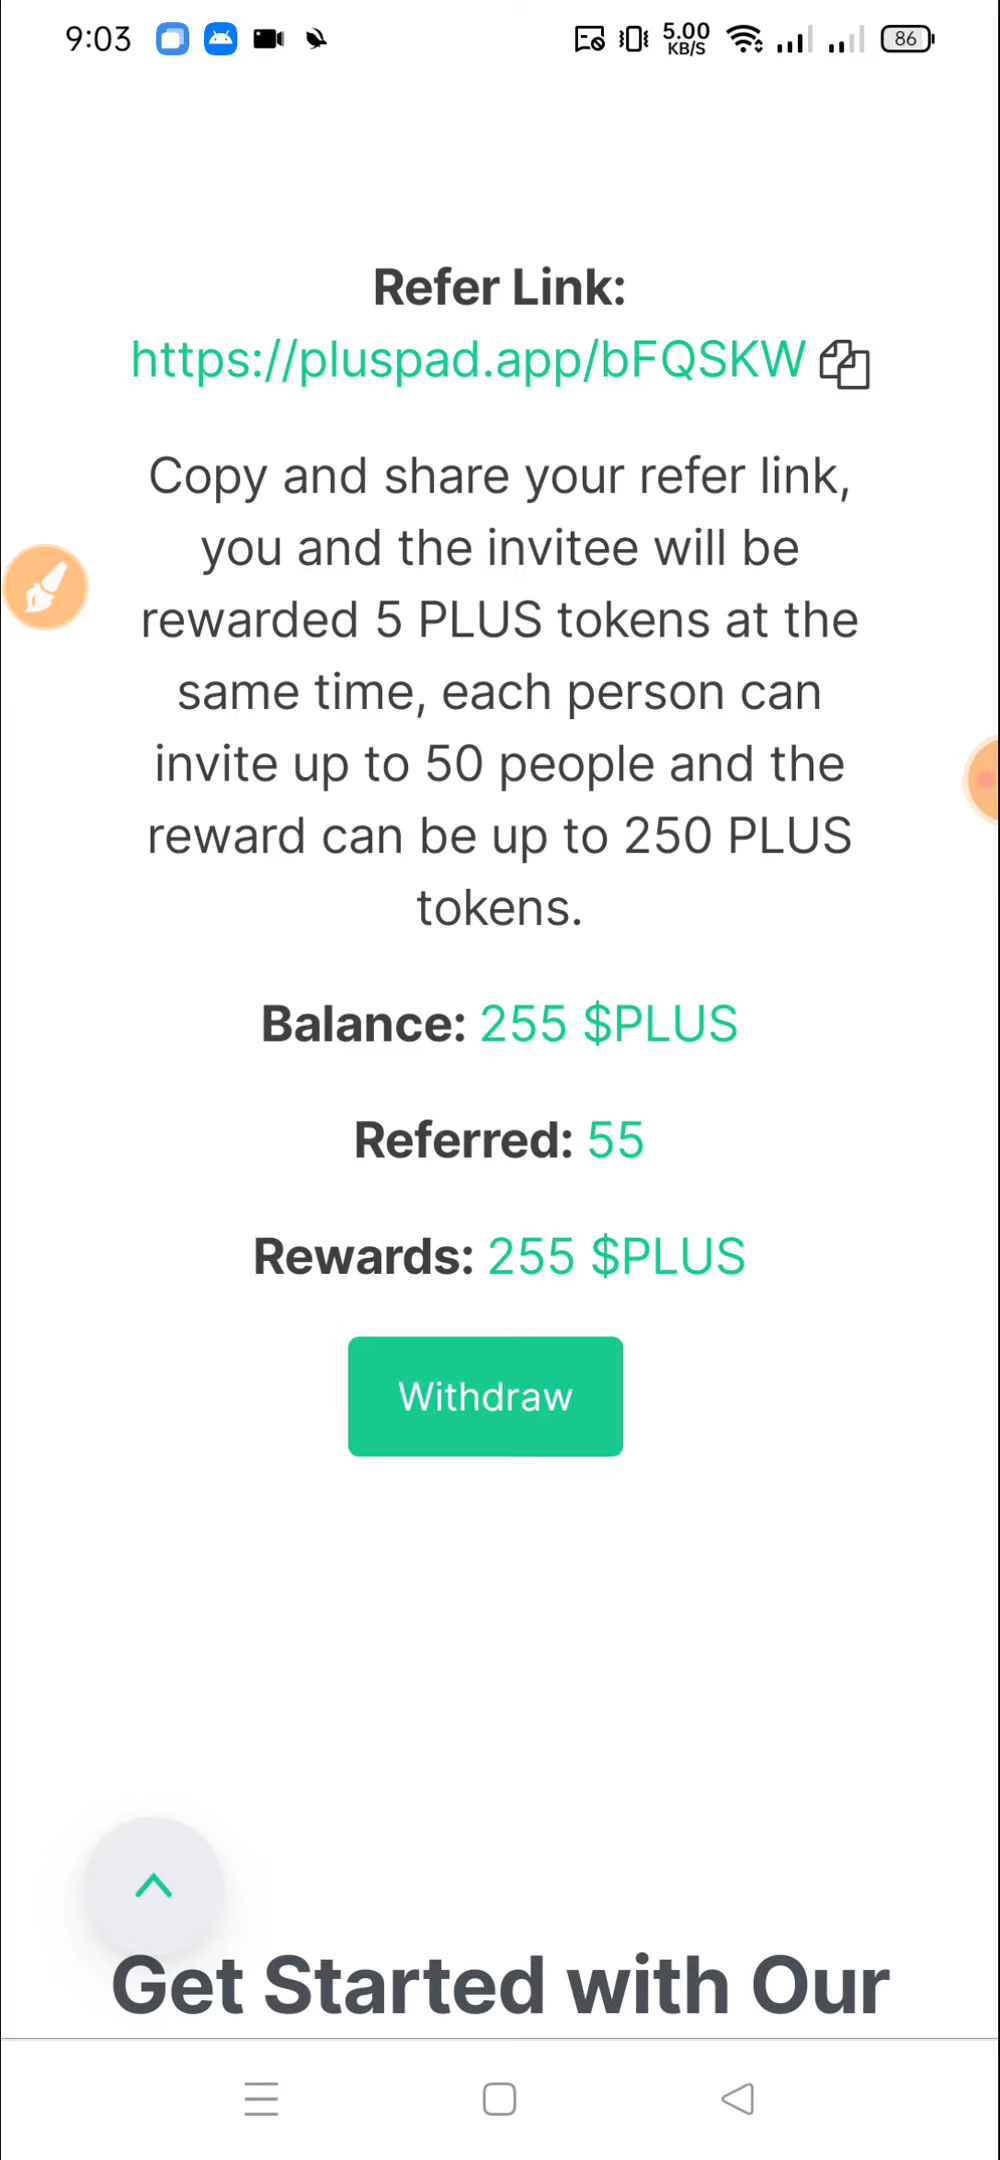 9:03 5.00 KB/S 86
Refer Link:
https://pluspad.app/bFQSKW
Copy and share your refer link,
you and the invitee will be
rewarded 5 PLUS tokens at the
same time, each person can
invite up to 50 people and the
reward can be up to 250 PLUS
tokens.
Balance: 255 $PLUS
Referred: 55
Rewards: 255 $PLUS
Withdraw
Get Started with Our